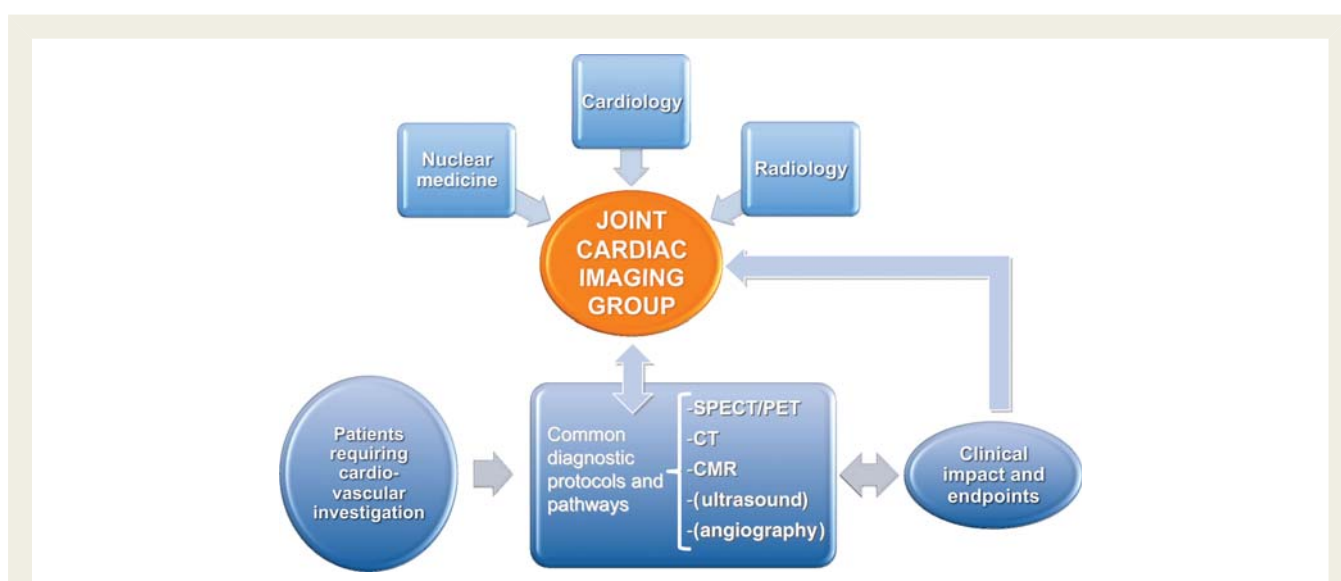 Cardiology
Nuclear
medicine
Radiology
JOINT
CARDIAC
IMAGING
GROUP
Patients
requiring
cardio-
vascular
investigation
Common
diagnostic
protocols and
pathways
-SPECT/PET
-CT
-CMR
-(ultrasound)
-(angiography)
Clinical
impact and
endpoints